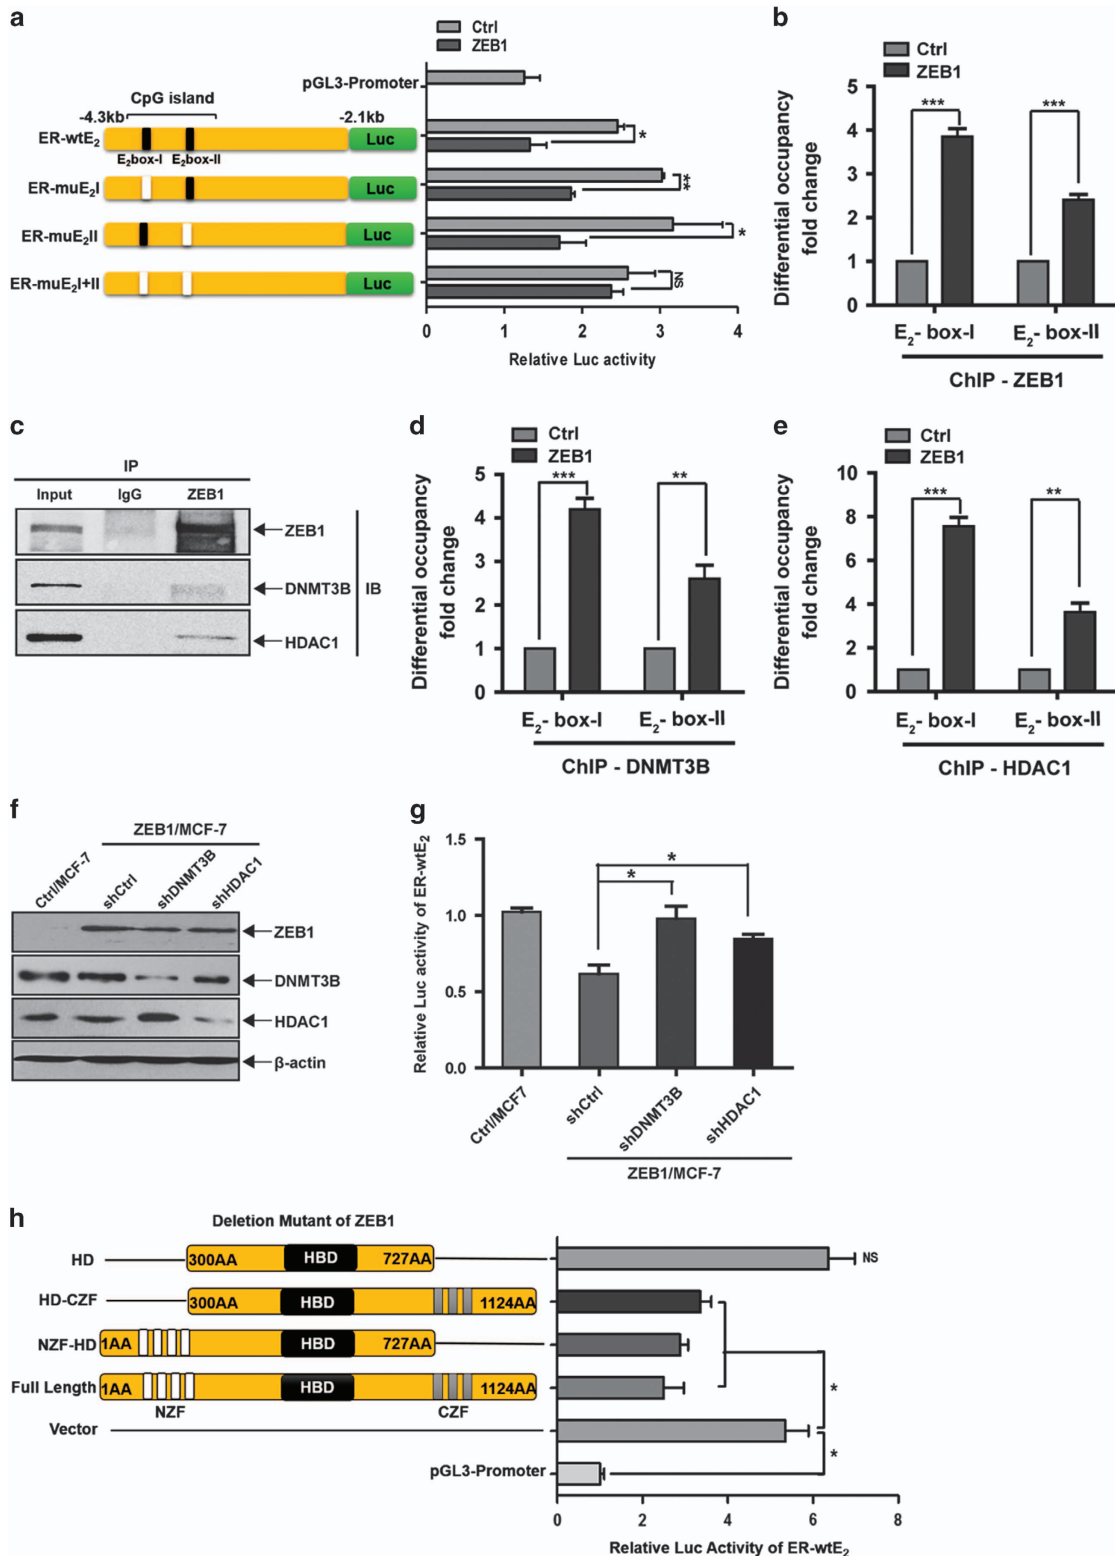 a
Ctrl
ZEB1
pGL3-Promoter
CpG island
-4.3kb
-2.1kb
ER-wtE2
Luc
*
E2box-I
E2box-II
ER-muE2I
Luc
**
ER-muE2II
Luc
*
ER-muE2I+II
Luc
NS
0 1 2 3 4
Relative Luc activity
b
Ctrl
ZEB1
Differential occupancy
fold change
5
4
3
2
1
0
***
***
E2- box-I
E2- box-II
ChIP - ZEB1
c
IP
Input IgG ZEB1
ZEB1
DNMT3B
HDAC1
IB
d
Ctrl
ZEB1
Differential occupancy
fold change
5
4
3
2
1
0
***
**
E2- box-I
E2- box-II
ChIP - DNMT3B
e
Ctrl
ZEB1
Differential occupancy
fold change
10
8
6
4
2
0
***
**
E2- box-I
E2- box-II
ChIP - HDAC1
f
ZEB1/MCF-7
Ctrl/MCF-7
shCtrl
shDNMT3B
shHDAC1
ZEB1
DNMT3B
HDAC1
β-actin
g
Relative Luc activity of ER-wtE2
1.5
1.0
0.5
0.0
*
*
Ctrl/MCF7
shCtrl
shDNMT3B
shHDAC1
ZEB1/MCF-7
h
Deletion Mutant of ZEB1
HD
300AA HBD 727AA
NS
HD-CZF
300AA HBD 1124AA
NZF-HD
1AA HBD 727AA
Full Length
1AA HBD 1124AA
*
NZF
CZF
Vector
*
pGL3-Promoter
0 2 4 6 8
Relative Luc Activity of ER-wtE2